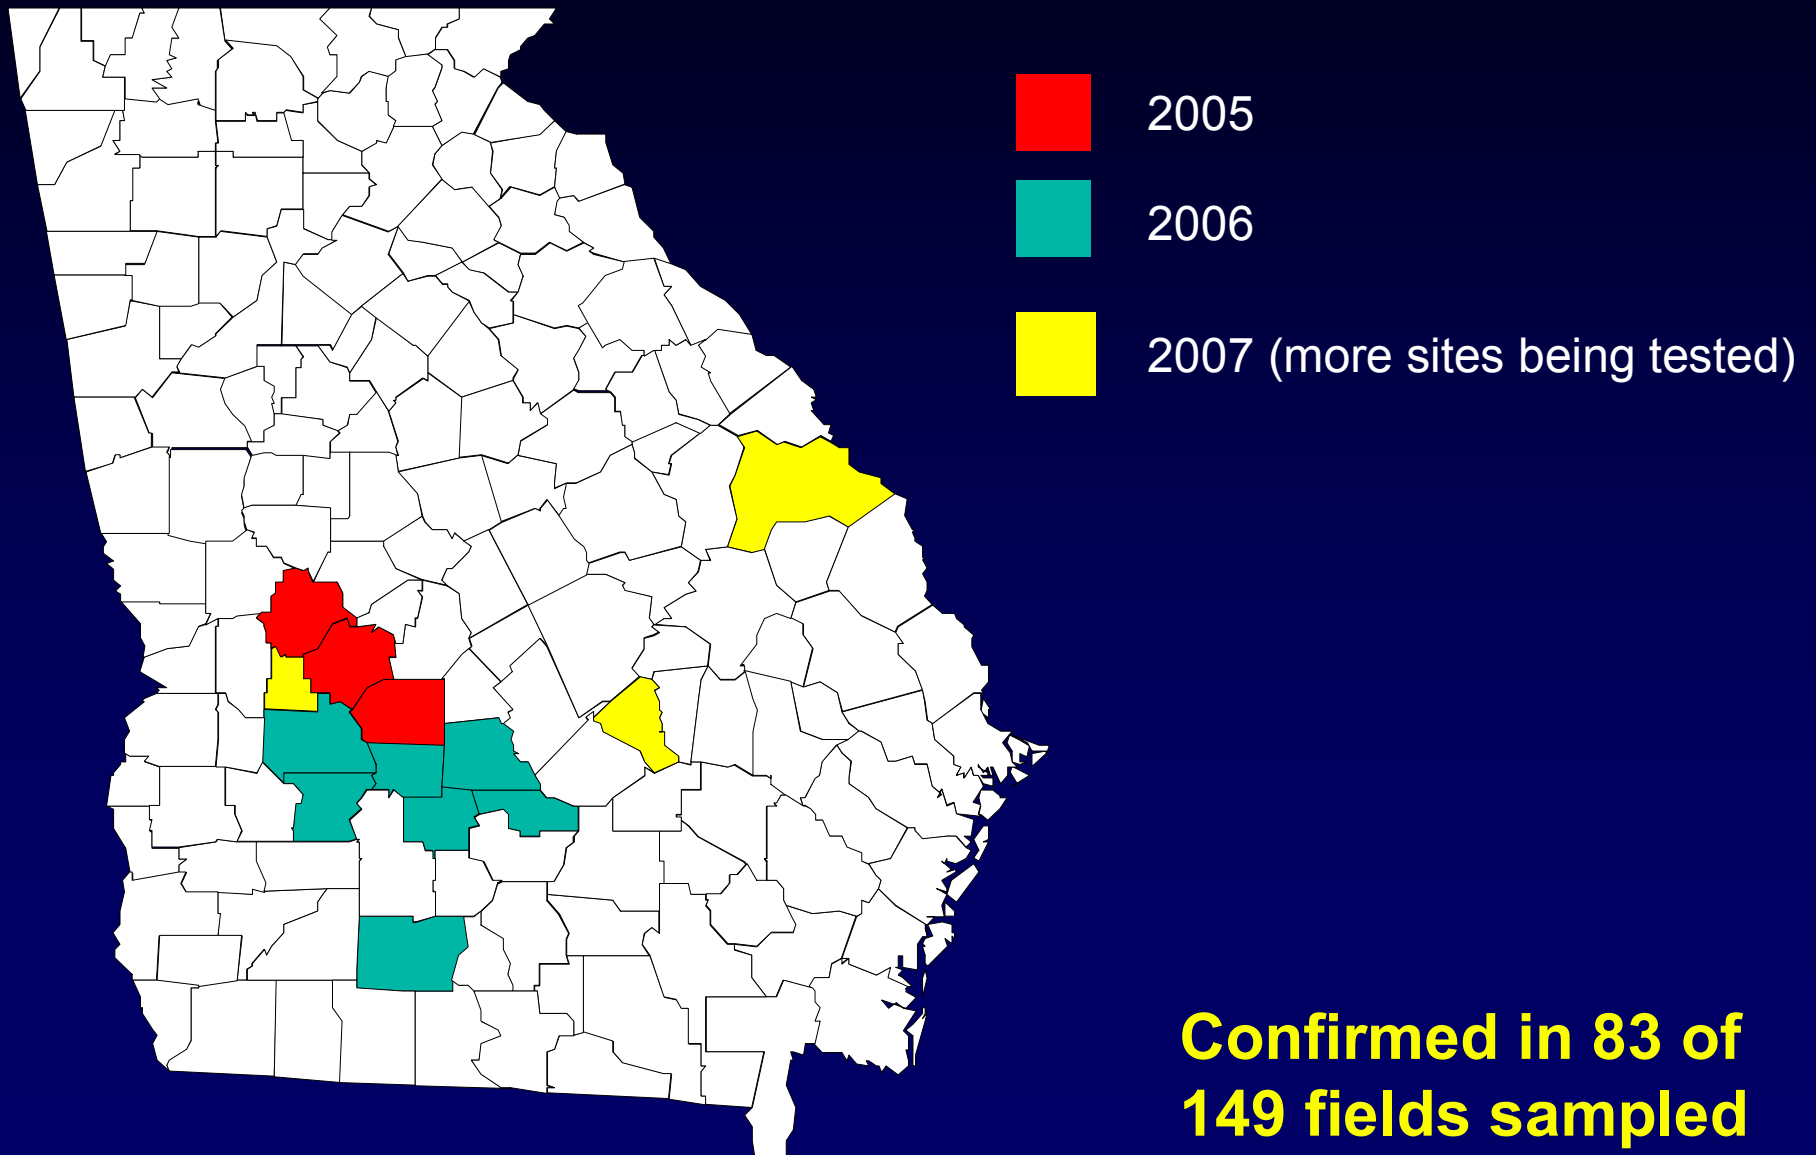 2005
2006
2007 (more sites being tested)
Confirmed in 83 of
149 fields sampled